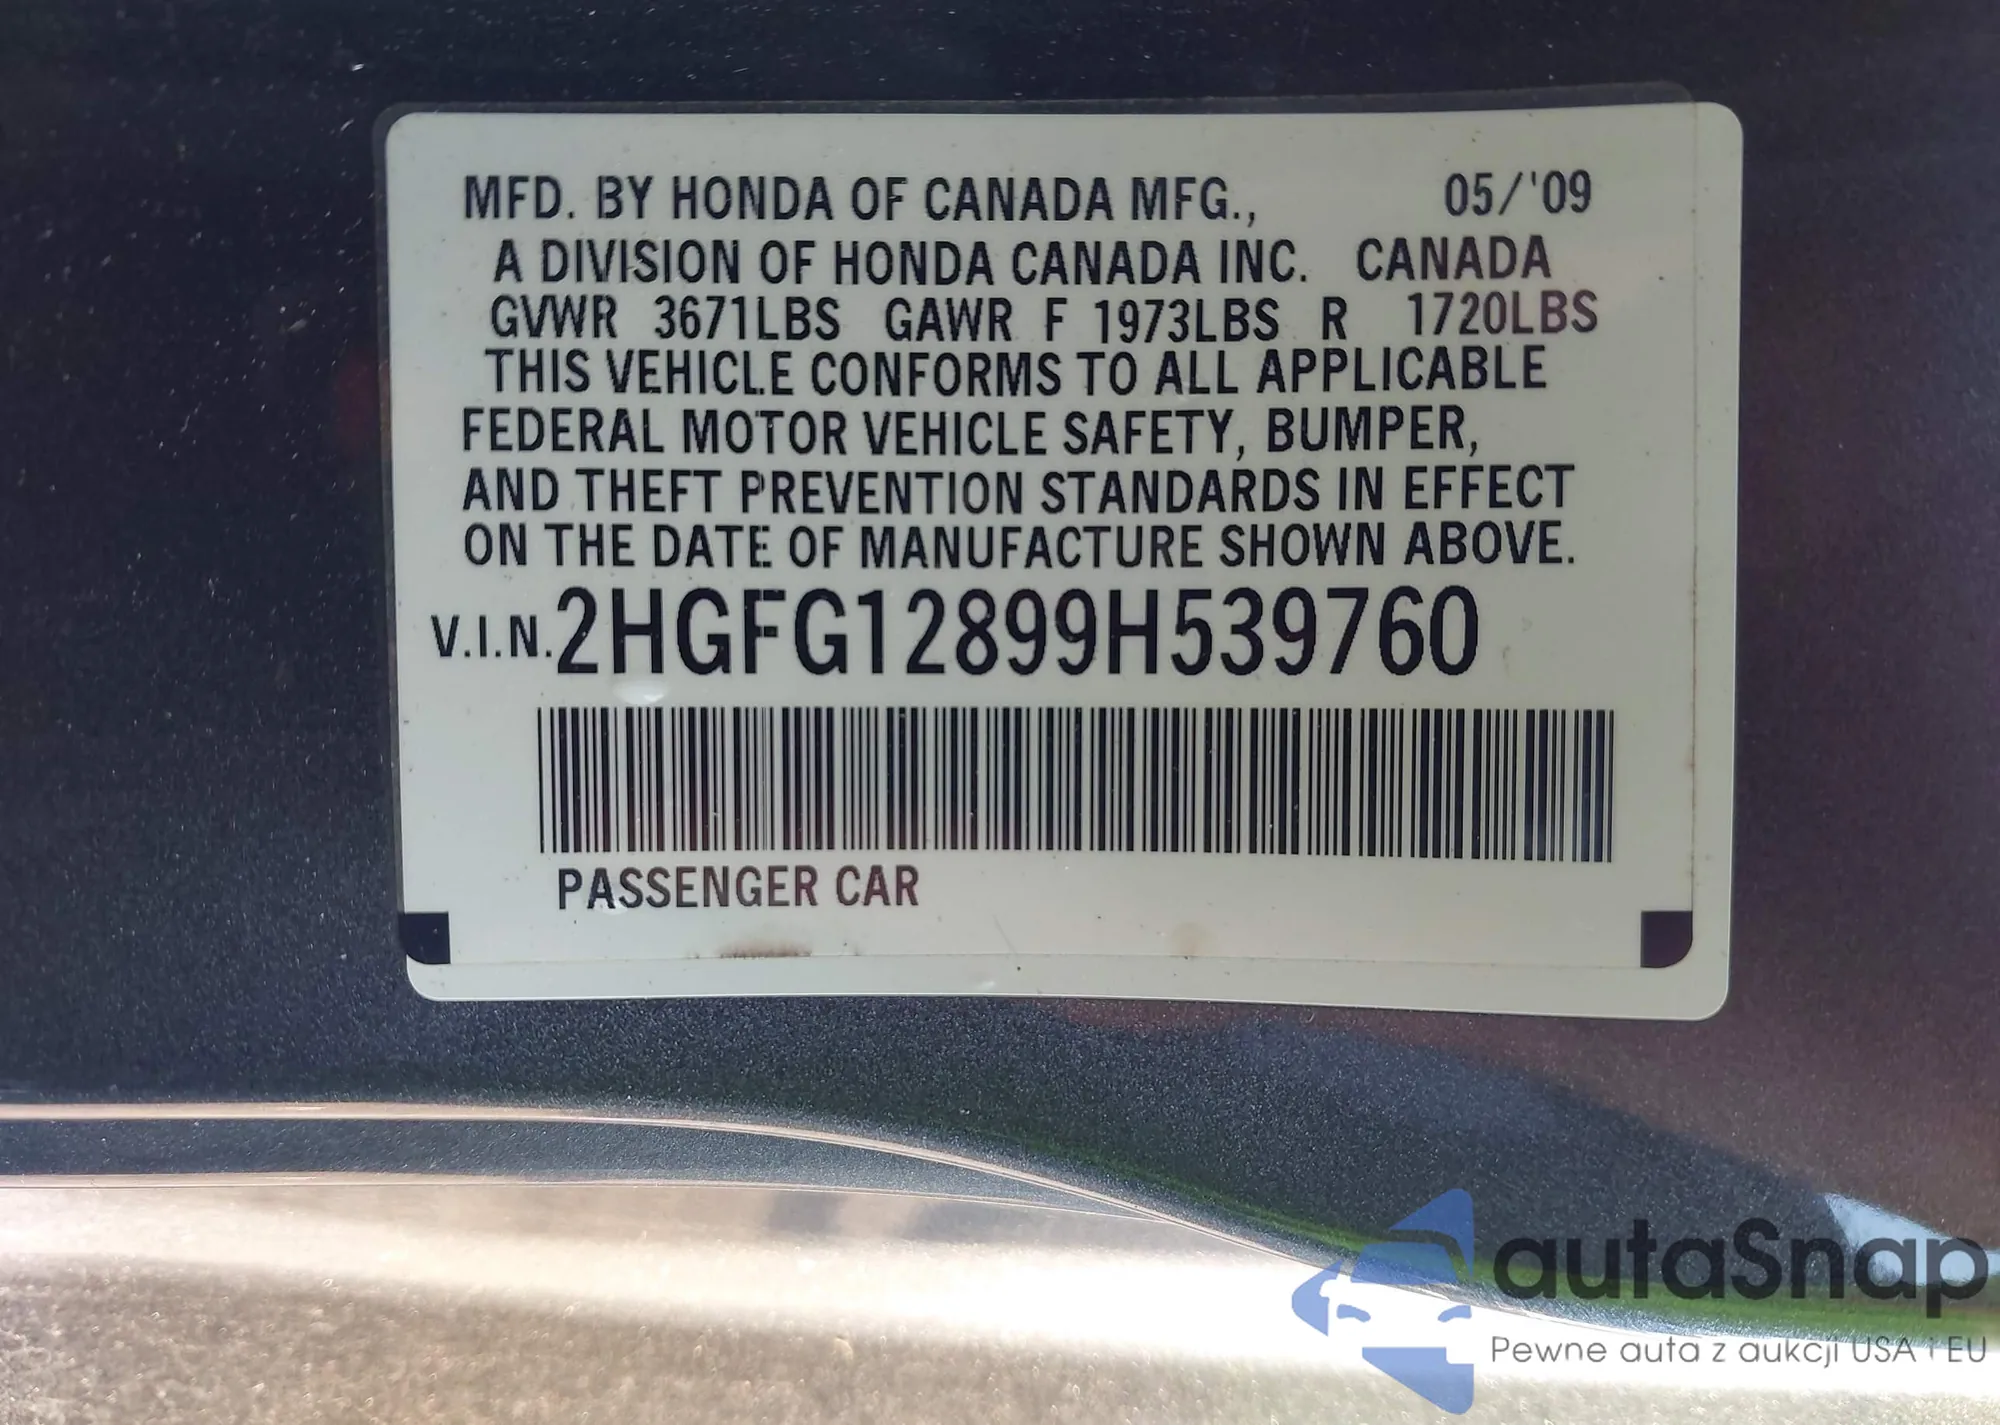 MFD. BY HONDA OF CANADA MFG., 05/'09
A DIVISION OF HONDA CANADA INC. CANADA
GVWR 3671LBS GAWR F 1973LBS R 1720LBS
THIS VEHICLE CONFORMS TO ALL APPLICABLE
FEDERAL MOTOR VEHICLE SAFETY, BUMPER,
AND THEFT PREVENTION STANDARDS IN EFFECT
ON THE DATE OF MANUFACTURE SHOWN ABOVE.
V.I.N. 2HGFG12899H539760
PASSENGER CAR
autaSnap
Pewne auta z aukcji USA i EU